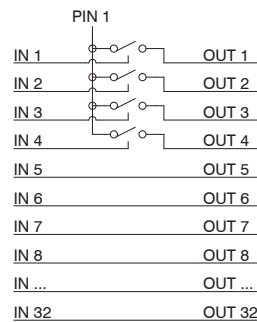 PIN 1
IN 1 OUT 1
IN 2 OUT 2
IN 3 OUT 3
IN 4 OUT 4
IN 5 OUT 5
IN 6 OUT 6
IN 7 OUT 7
IN 8 OUT 8
IN ... OUT ...
IN 32 OUT 32